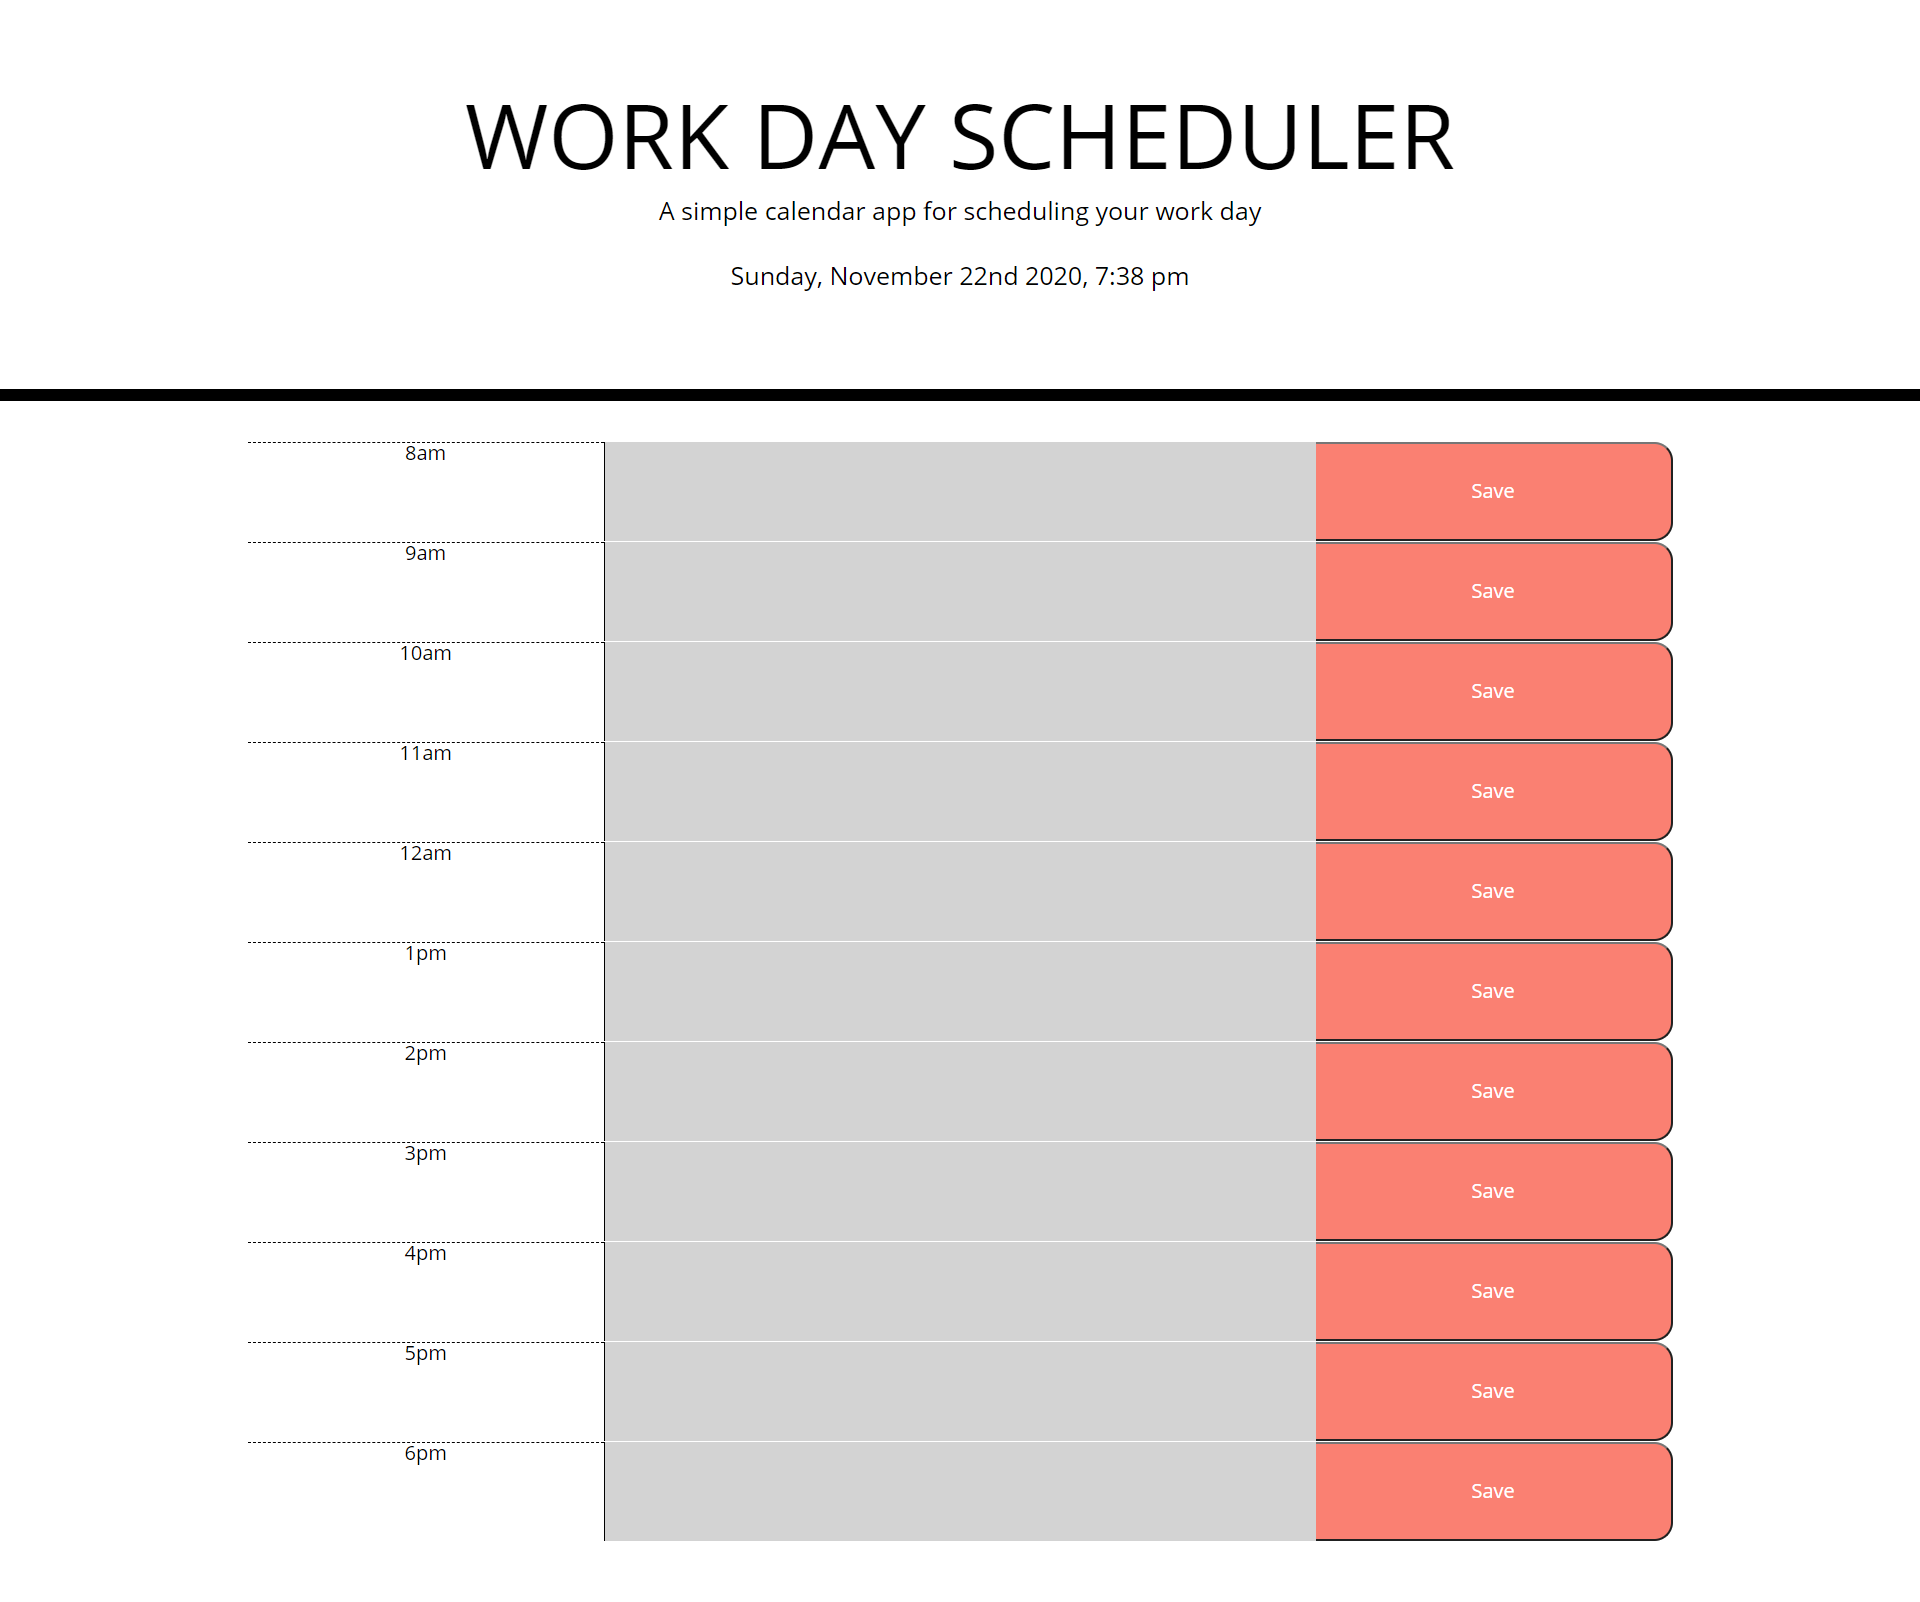 WORK DAY SCHEDULER
A simple calendar app for scheduling your work day
Sunday, November 22nd 2020, 7:38 pm
8am Save
9am Save
10am Save
11am Save
12am Save
1pm Save
2pm Save
3pm Save
4pm Save
5pm Save
6pm Save